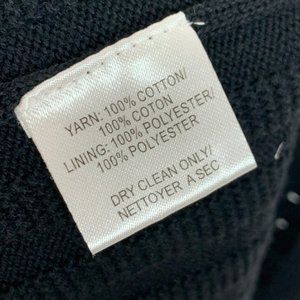 YARN: 100% COTTON/
100% COTON
LINING: 100% POLYESTER/
100% POLYESTER
DRY CLEAN ONLY/
NETTOYER A SEC